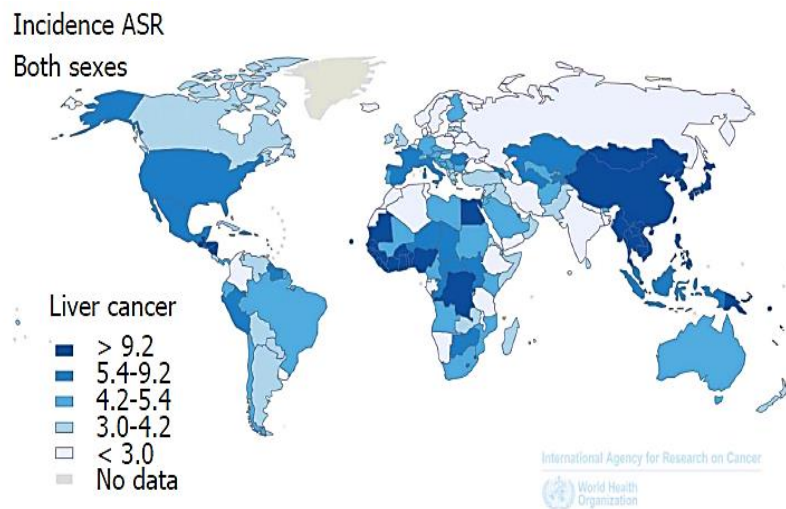 Incidence ASR
Both sexes
Liver cancer
> 9.2
5.4-9.2
4.2-5.4
3.0-4.2
< 3.0
No data
International Agency for Research on Cancer
World Health
Organization